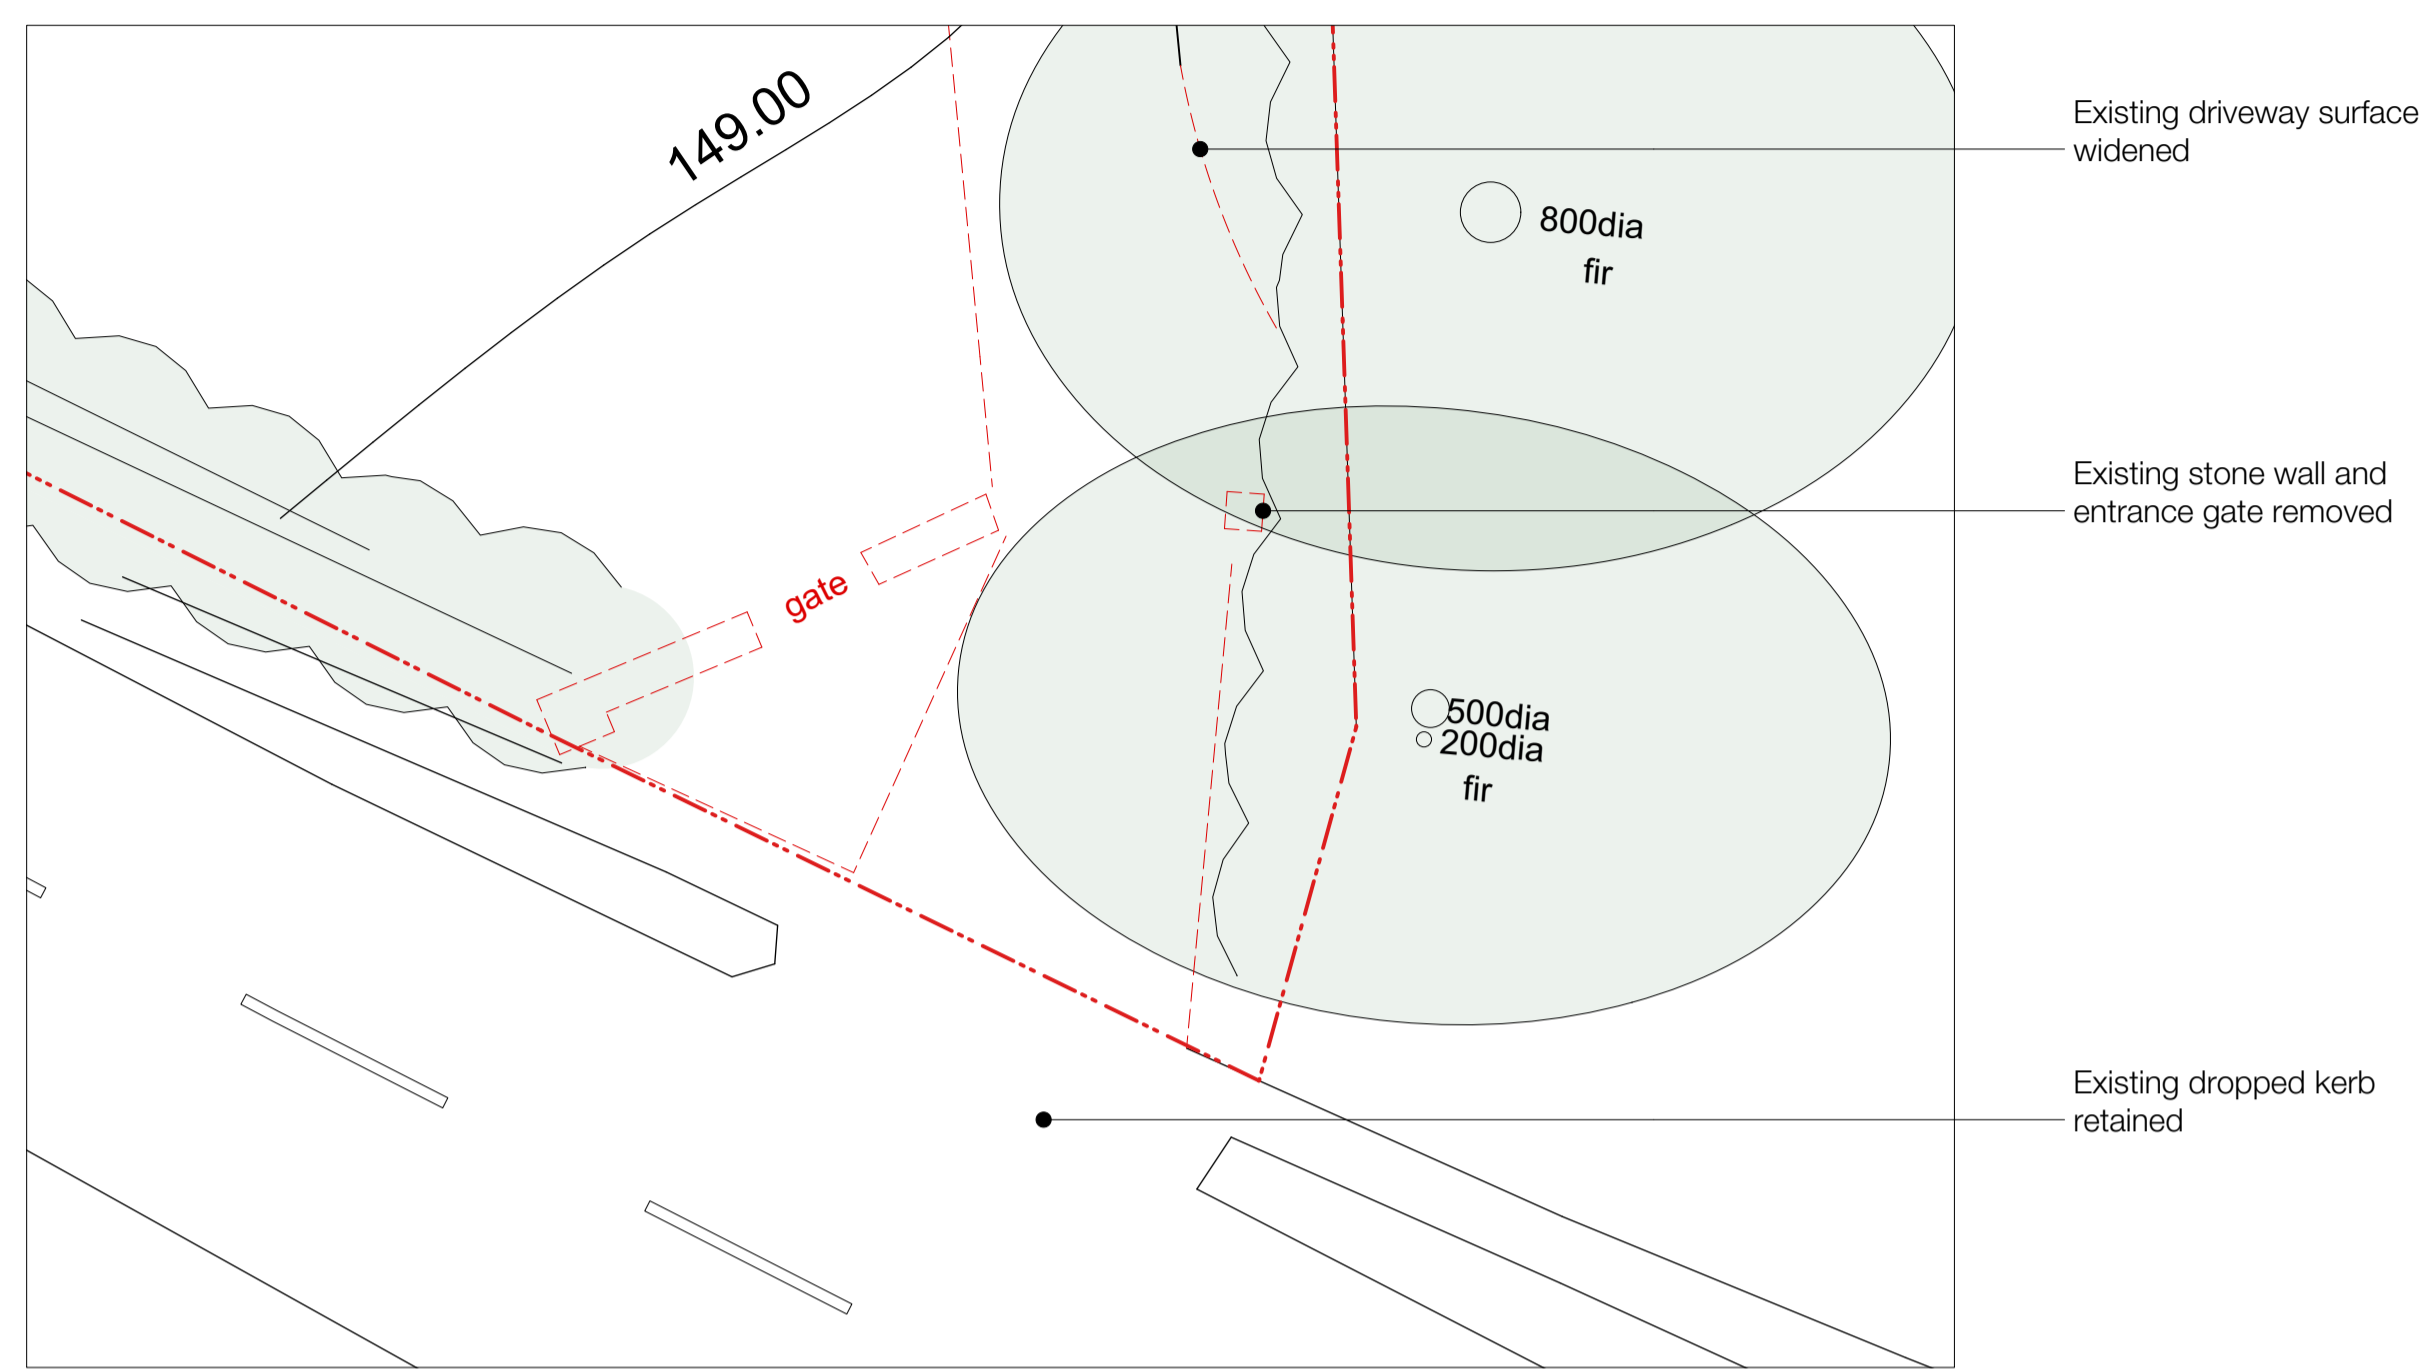 149.00
Existing driveway surface
widened
800dia
fir
Existing stone wall and
entrance gate removed
gate
500dia
200dia
fir
Existing dropped kerb
retained